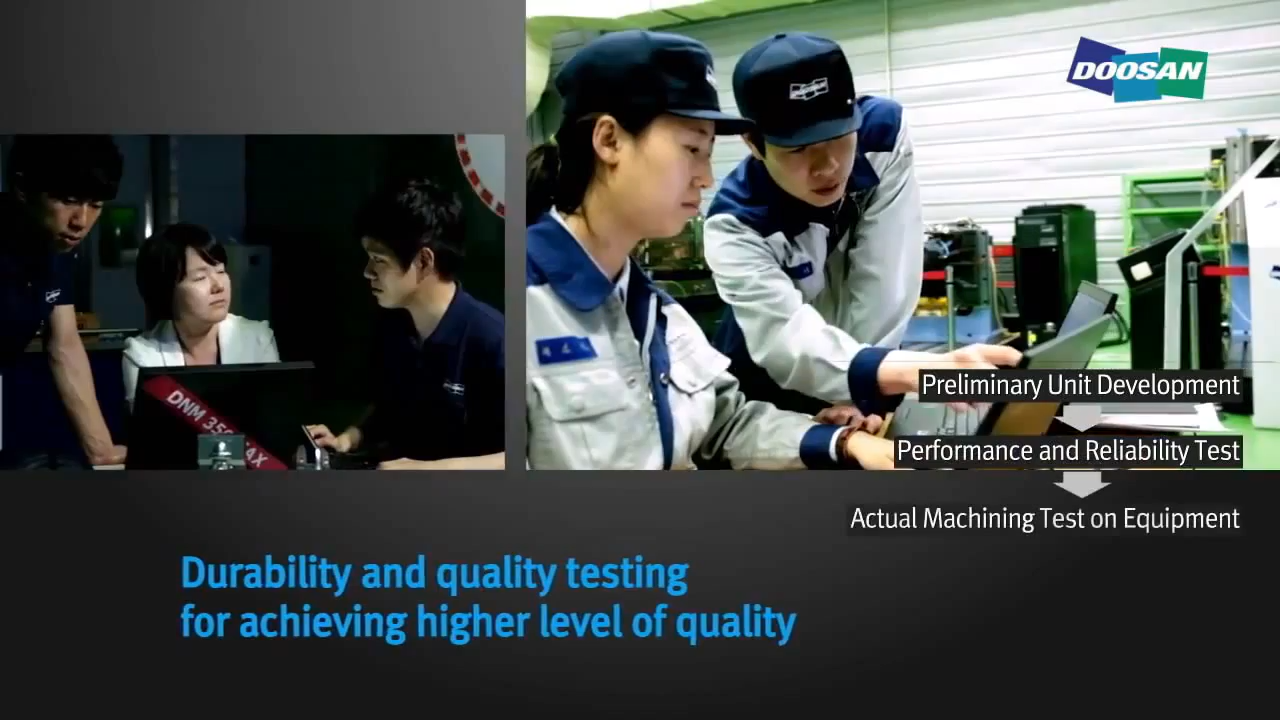 DOOSAN
Preliminary Unit Development
Performance and Reliability Test
Actual Machining Test on Equipment
Durability and quality testing
for achieving higher level of quality